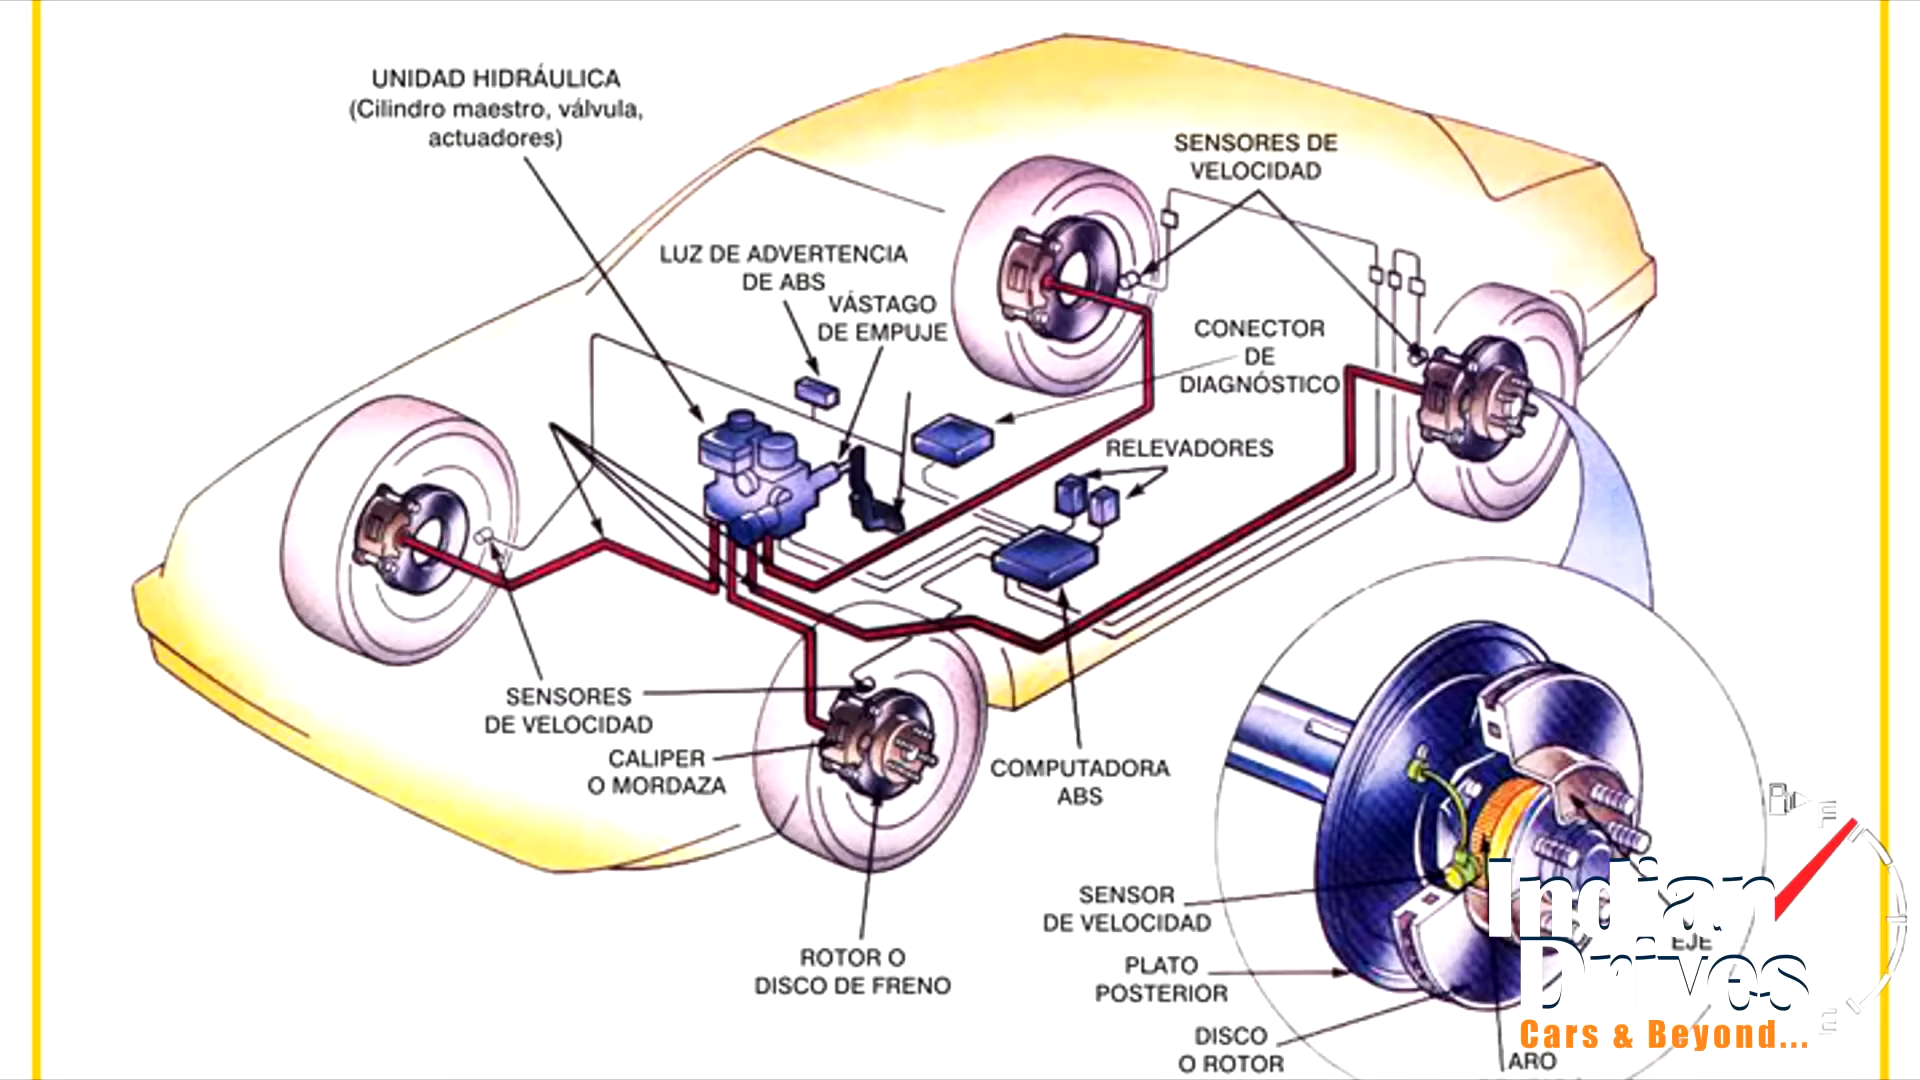 UNIDAD HIDRÁULICA
(Cilindro maestro, válvula,
actuadores)
SENSORES DE
VELOCIDAD
LUZ DE ADVERTENCIA
DE ABS
VÁSTAGO
DE EMPUJE
CONECTOR
DE
DIAGNÓSTICO
RELEVADORES
SENSORES
DE VELOCIDAD
CALIPER
O MORDAZA
COMPUTADORA
ABS
ROTOR O
DISCO DE FRENO
SENSOR
DE VELOCIDAD
PLATO
POSTERIOR
DISCO
O ROTOR
EJE
ARO
F
Indian
Drives
Cars & Beyond...
E